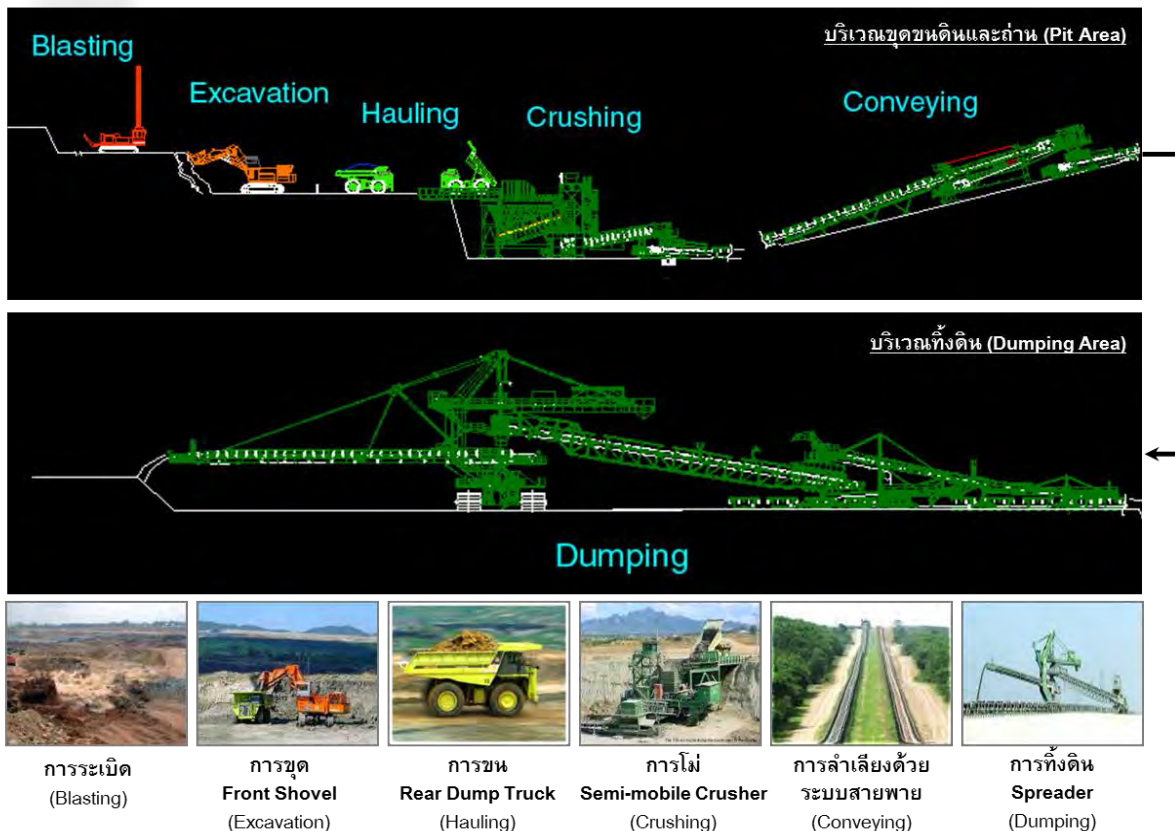 บริเวณขุดขนดินและถ่าน (Pit Area)
Blasting
Excavation
Hauling
Crushing
Conveying
บริเวณทิ้งดิน (Dumping Area)
Dumping
การระเบิด
(Blasting)
การขุด
Front Shovel
(Excavation)
การขน
Rear Dump Truck
(Hauling)
การโม่
Semi-mobile Crusher
(Crushing)
การลำเลียงด้วย
ระบบสายพาย
(Conveying)
การทิ้งดิน
Spreader
(Dumping)